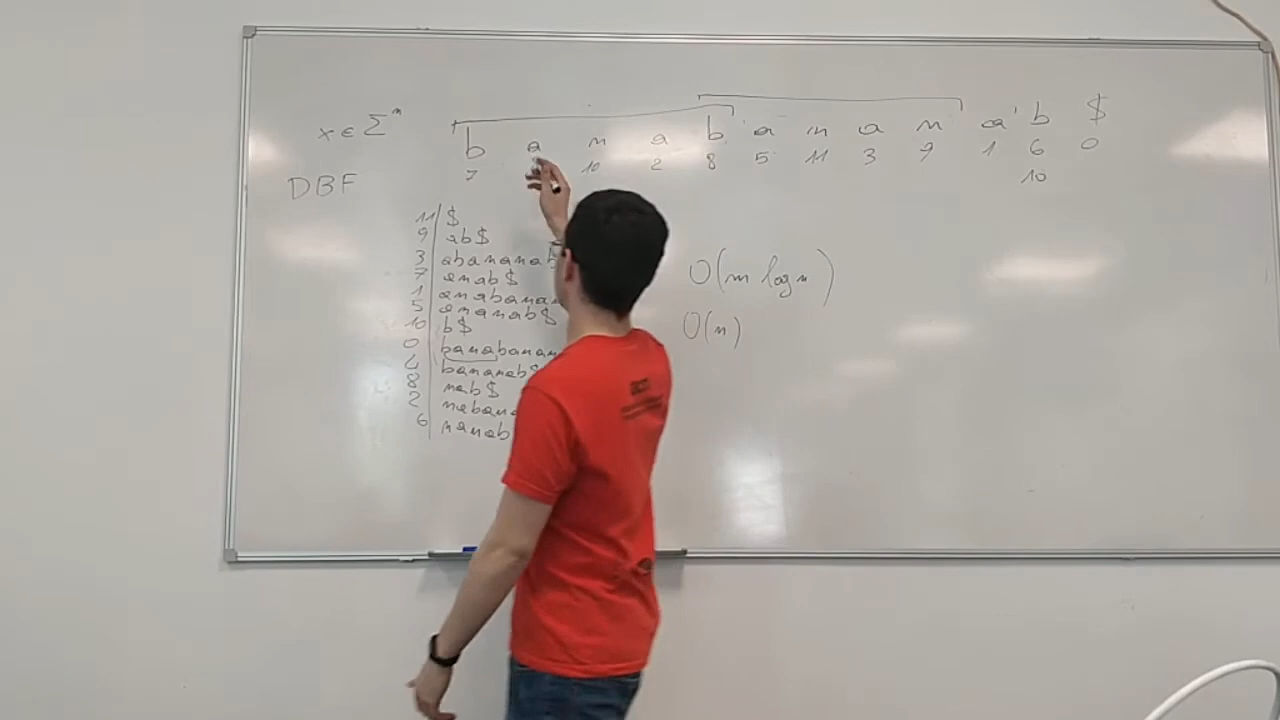 x ∈ Σⁿ b a n a b a n a n a b $
7 10 2 8 5 11 3 9 1 6 0
10
DBF
11 $
9 ab$
3 abananab
7 anab$
1 anabanan
5 ananab$
10 b$
0 banabanan
bananab$
8 nab$
2 nabana
6 nanab
O(n log n)
O(n)